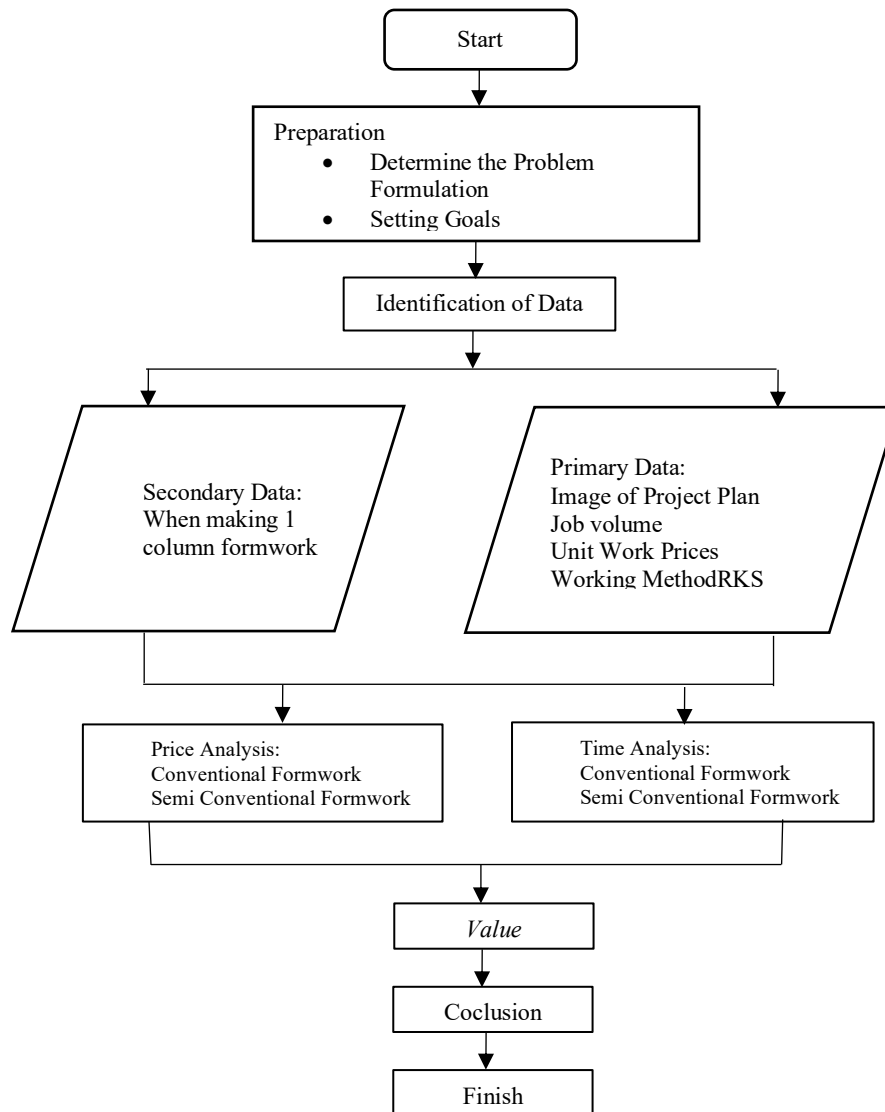 Start
Preparation
• Determine the Problem
Formulation
• Setting Goals
Identification of Data
Secondary Data:
When making 1
column formwork
Primary Data:
Image of Project Plan
Job volume
Unit Work Prices
Working MethodRKS
Price Analysis:
Conventional Formwork
Semi Conventional Formwork
Time Analysis:
Conventional Formwork
Semi Conventional Formwork
Value
Coclusion
Finish